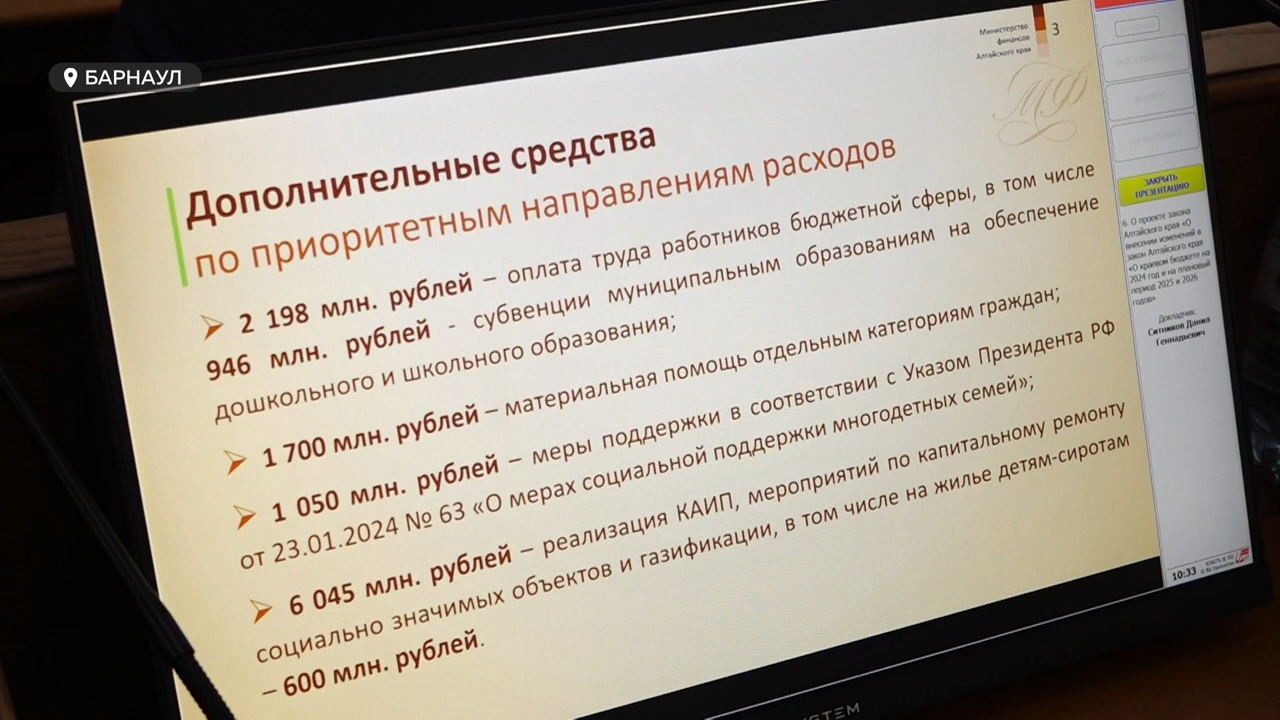 БАРНАУЛ
Министерство
финансов
Алтайского края
3
МФ
Дополнительные средства
по приоритетным направлениям расходов
2 198 млн. рублей – оплата труда работников бюджетной сферы, в том числе
946 млн. рублей - субвенции муниципальным образованиям на обеспечение
дошкольного и школьного образования;
1 700 млн. рублей – материальная помощь отдельным категориям граждан;
1 050 млн. рублей – меры поддержки в соответствии с Указом Президента РФ
от 23.01.2024 № 63 «О мерах социальной поддержки многодетных семей»;
6 045 млн. рублей – реализация КАИП, мероприятий по капитальному ремонту
социально значимых объектов и газификации, в том числе на жилье детям-сиротам
– 600 млн. рублей.
ЗАКРЫТЬ
ПРЕЗЕНТАЦИЮ
6. О проекте закона
Алтайского края «О
внесении изменений в
закон Алтайского края
«О краевом бюджете на
2024 год и на плановый
период 2025 и 2026
годов»
Докладчик:
Ситников Данил
Геннадьевич
10:33